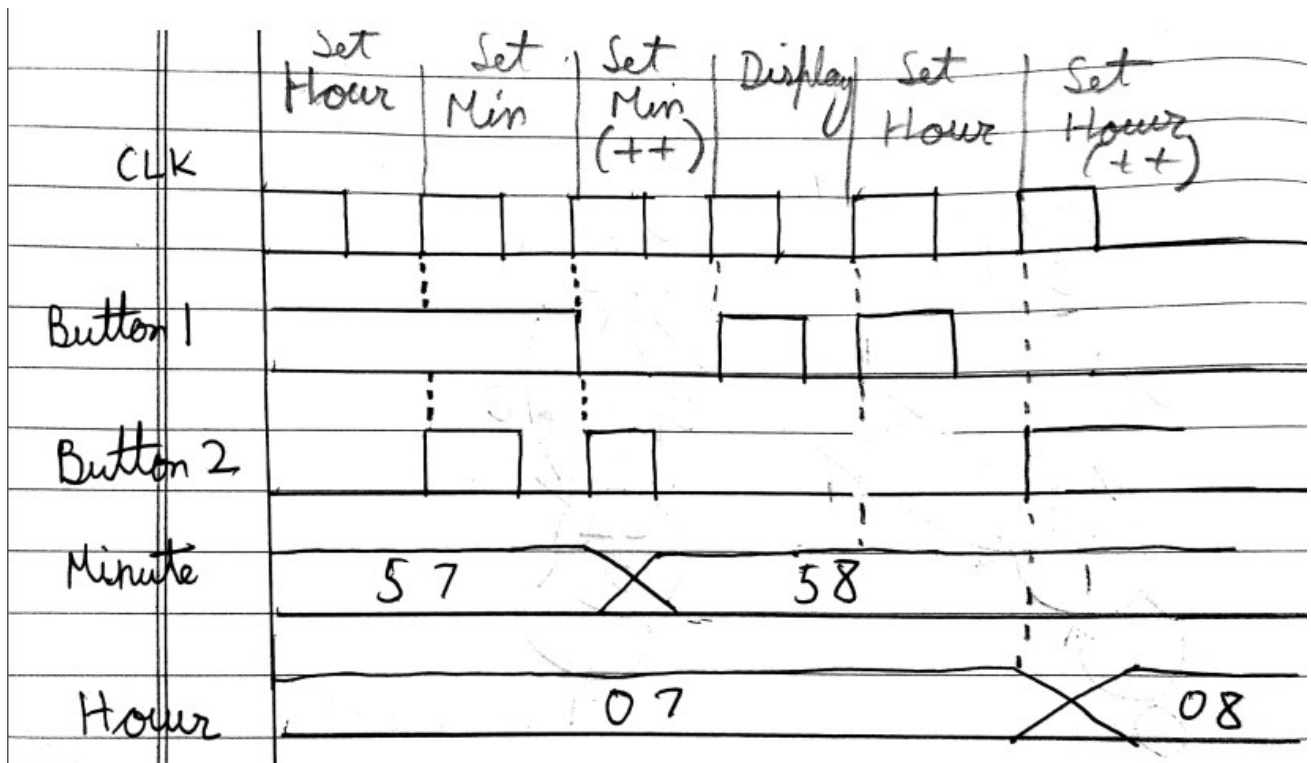 Set Hour
Set Min
Set Min (++)
Display
Set Hour
Set Hour (++)
CLK
Button 1
Button 2
Minute 57 58
Hour 07 08